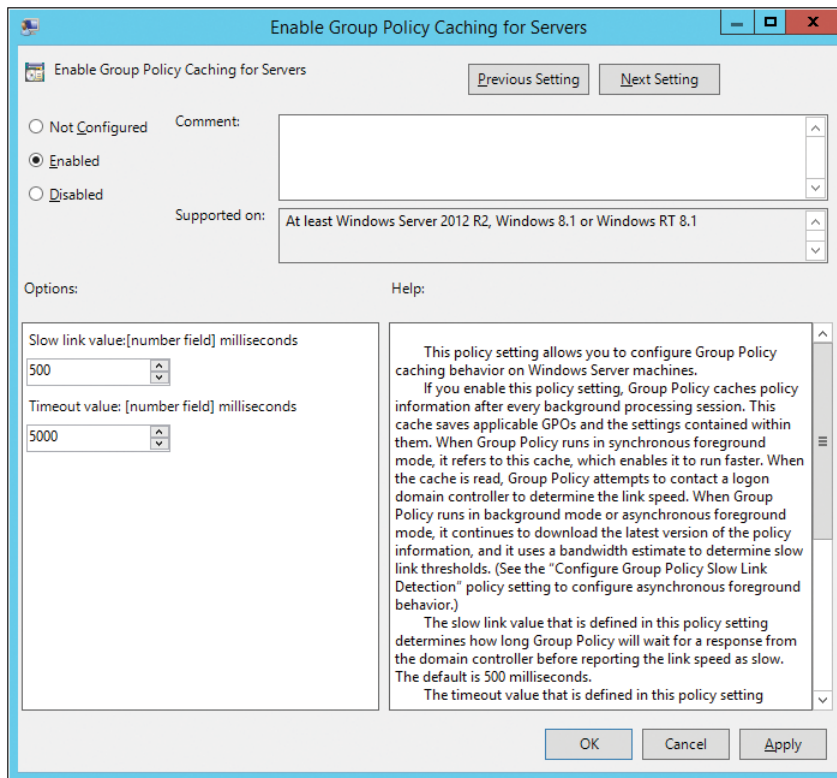 Enable Group Policy Caching for Servers
Enable Group Policy Caching for Servers
Previous Setting
Next Setting
Not Configured
Comment:
Enabled
Disabled
Supported on:
At least Windows Server 2012 R2, Windows 8.1 or Windows RT 8.1
Options:
Help:
Slow link value:[number field] milliseconds
500
Timeout value: [number field] milliseconds
5000
This policy setting allows you to configure Group Policy
caching behavior on Windows Server machines.
If you enable this policy setting, Group Policy caches policy
information after every background processing session. This
cache saves applicable GPOs and the settings contained within
them. When Group Policy runs in synchronous foreground
mode, it refers to this cache, which enables it to run faster. When
the cache is read, Group Policy attempts to contact a logon
domain controller to determine the link speed. When Group
Policy runs in background mode or asynchronous foreground
mode, it continues to download the latest version of the policy
information, and it uses a bandwidth estimate to determine slow
link thresholds. (See the “Configure Group Policy Slow Link
Detection” policy setting to configure asynchronous foreground
behavior.)
The slow link value that is defined in this policy setting
determines how long Group Policy will wait for a response from
the domain controller before reporting the link speed as slow.
The default is 500 milliseconds.
The timeout value that is defined in this policy setting
OK
Cancel
Apply